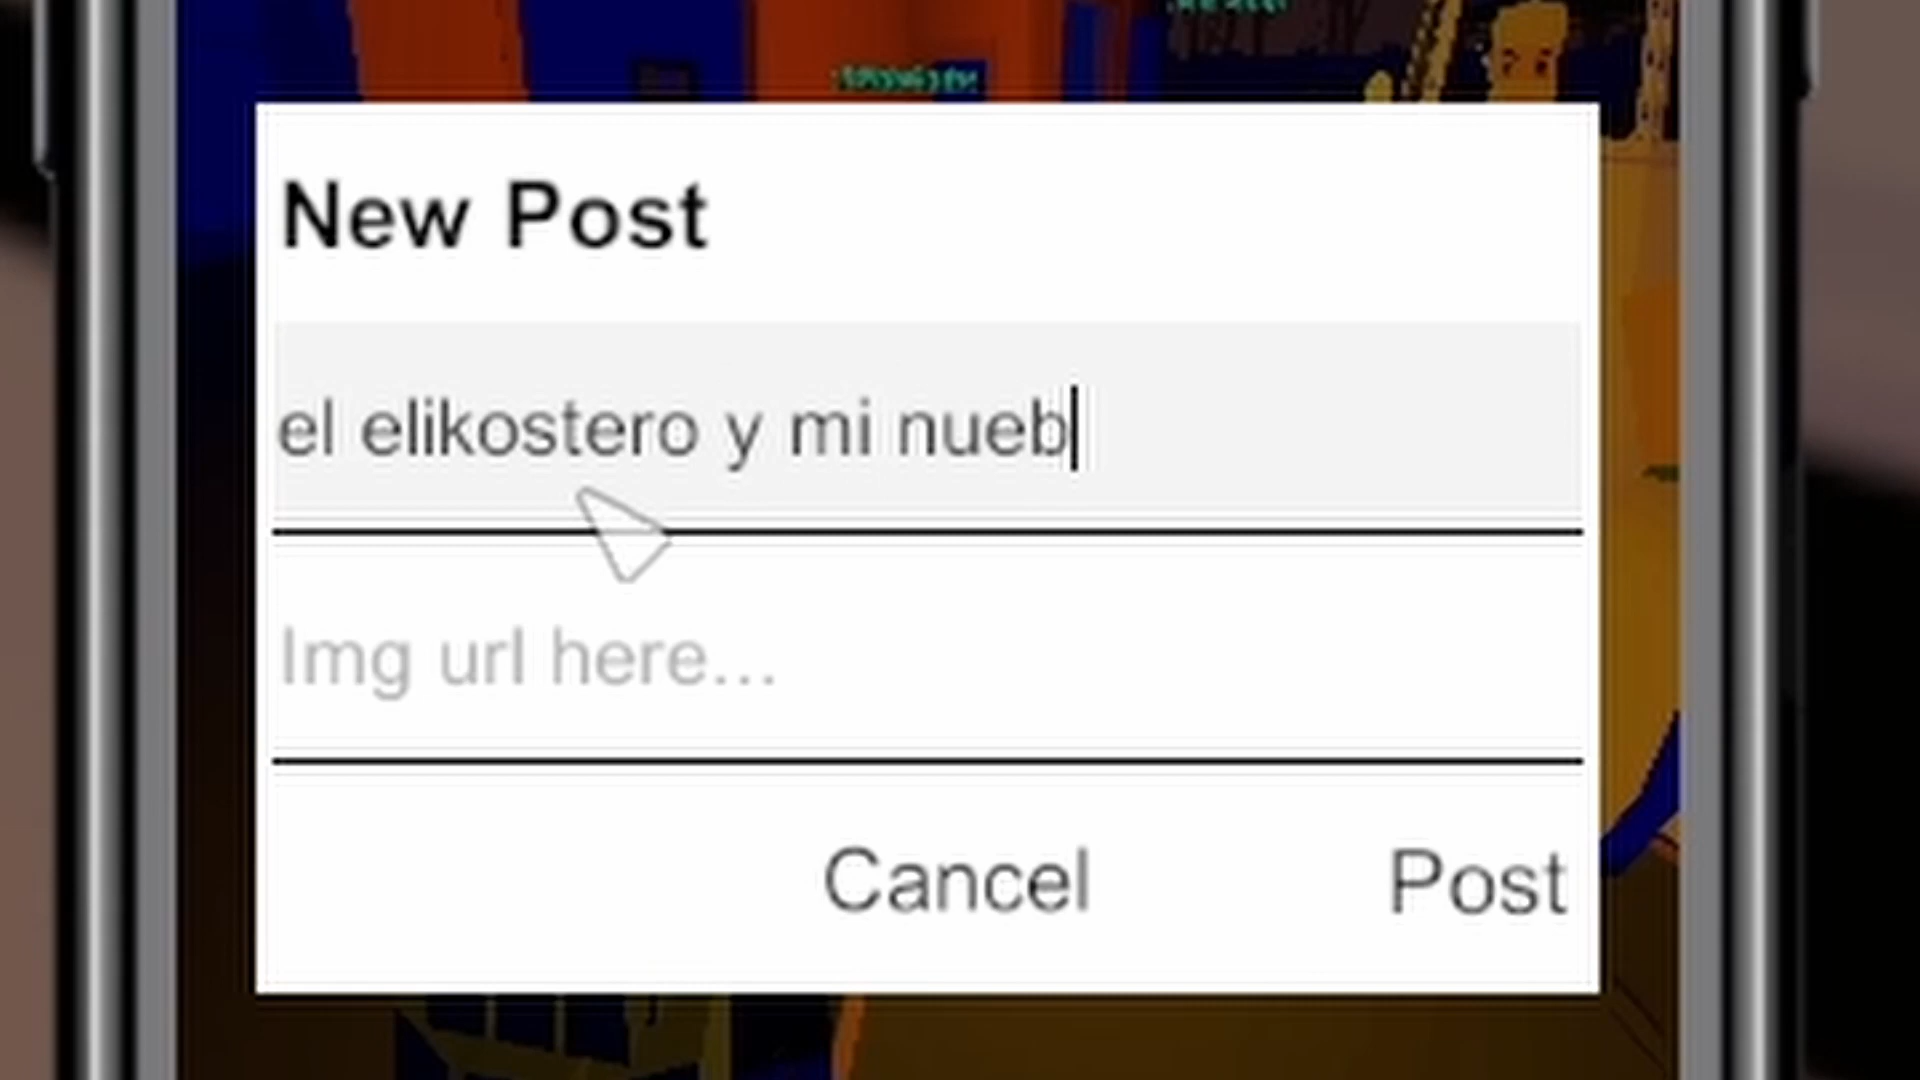 New Post
el elikostero y mi nueb
Img url here...
Cancel
Post